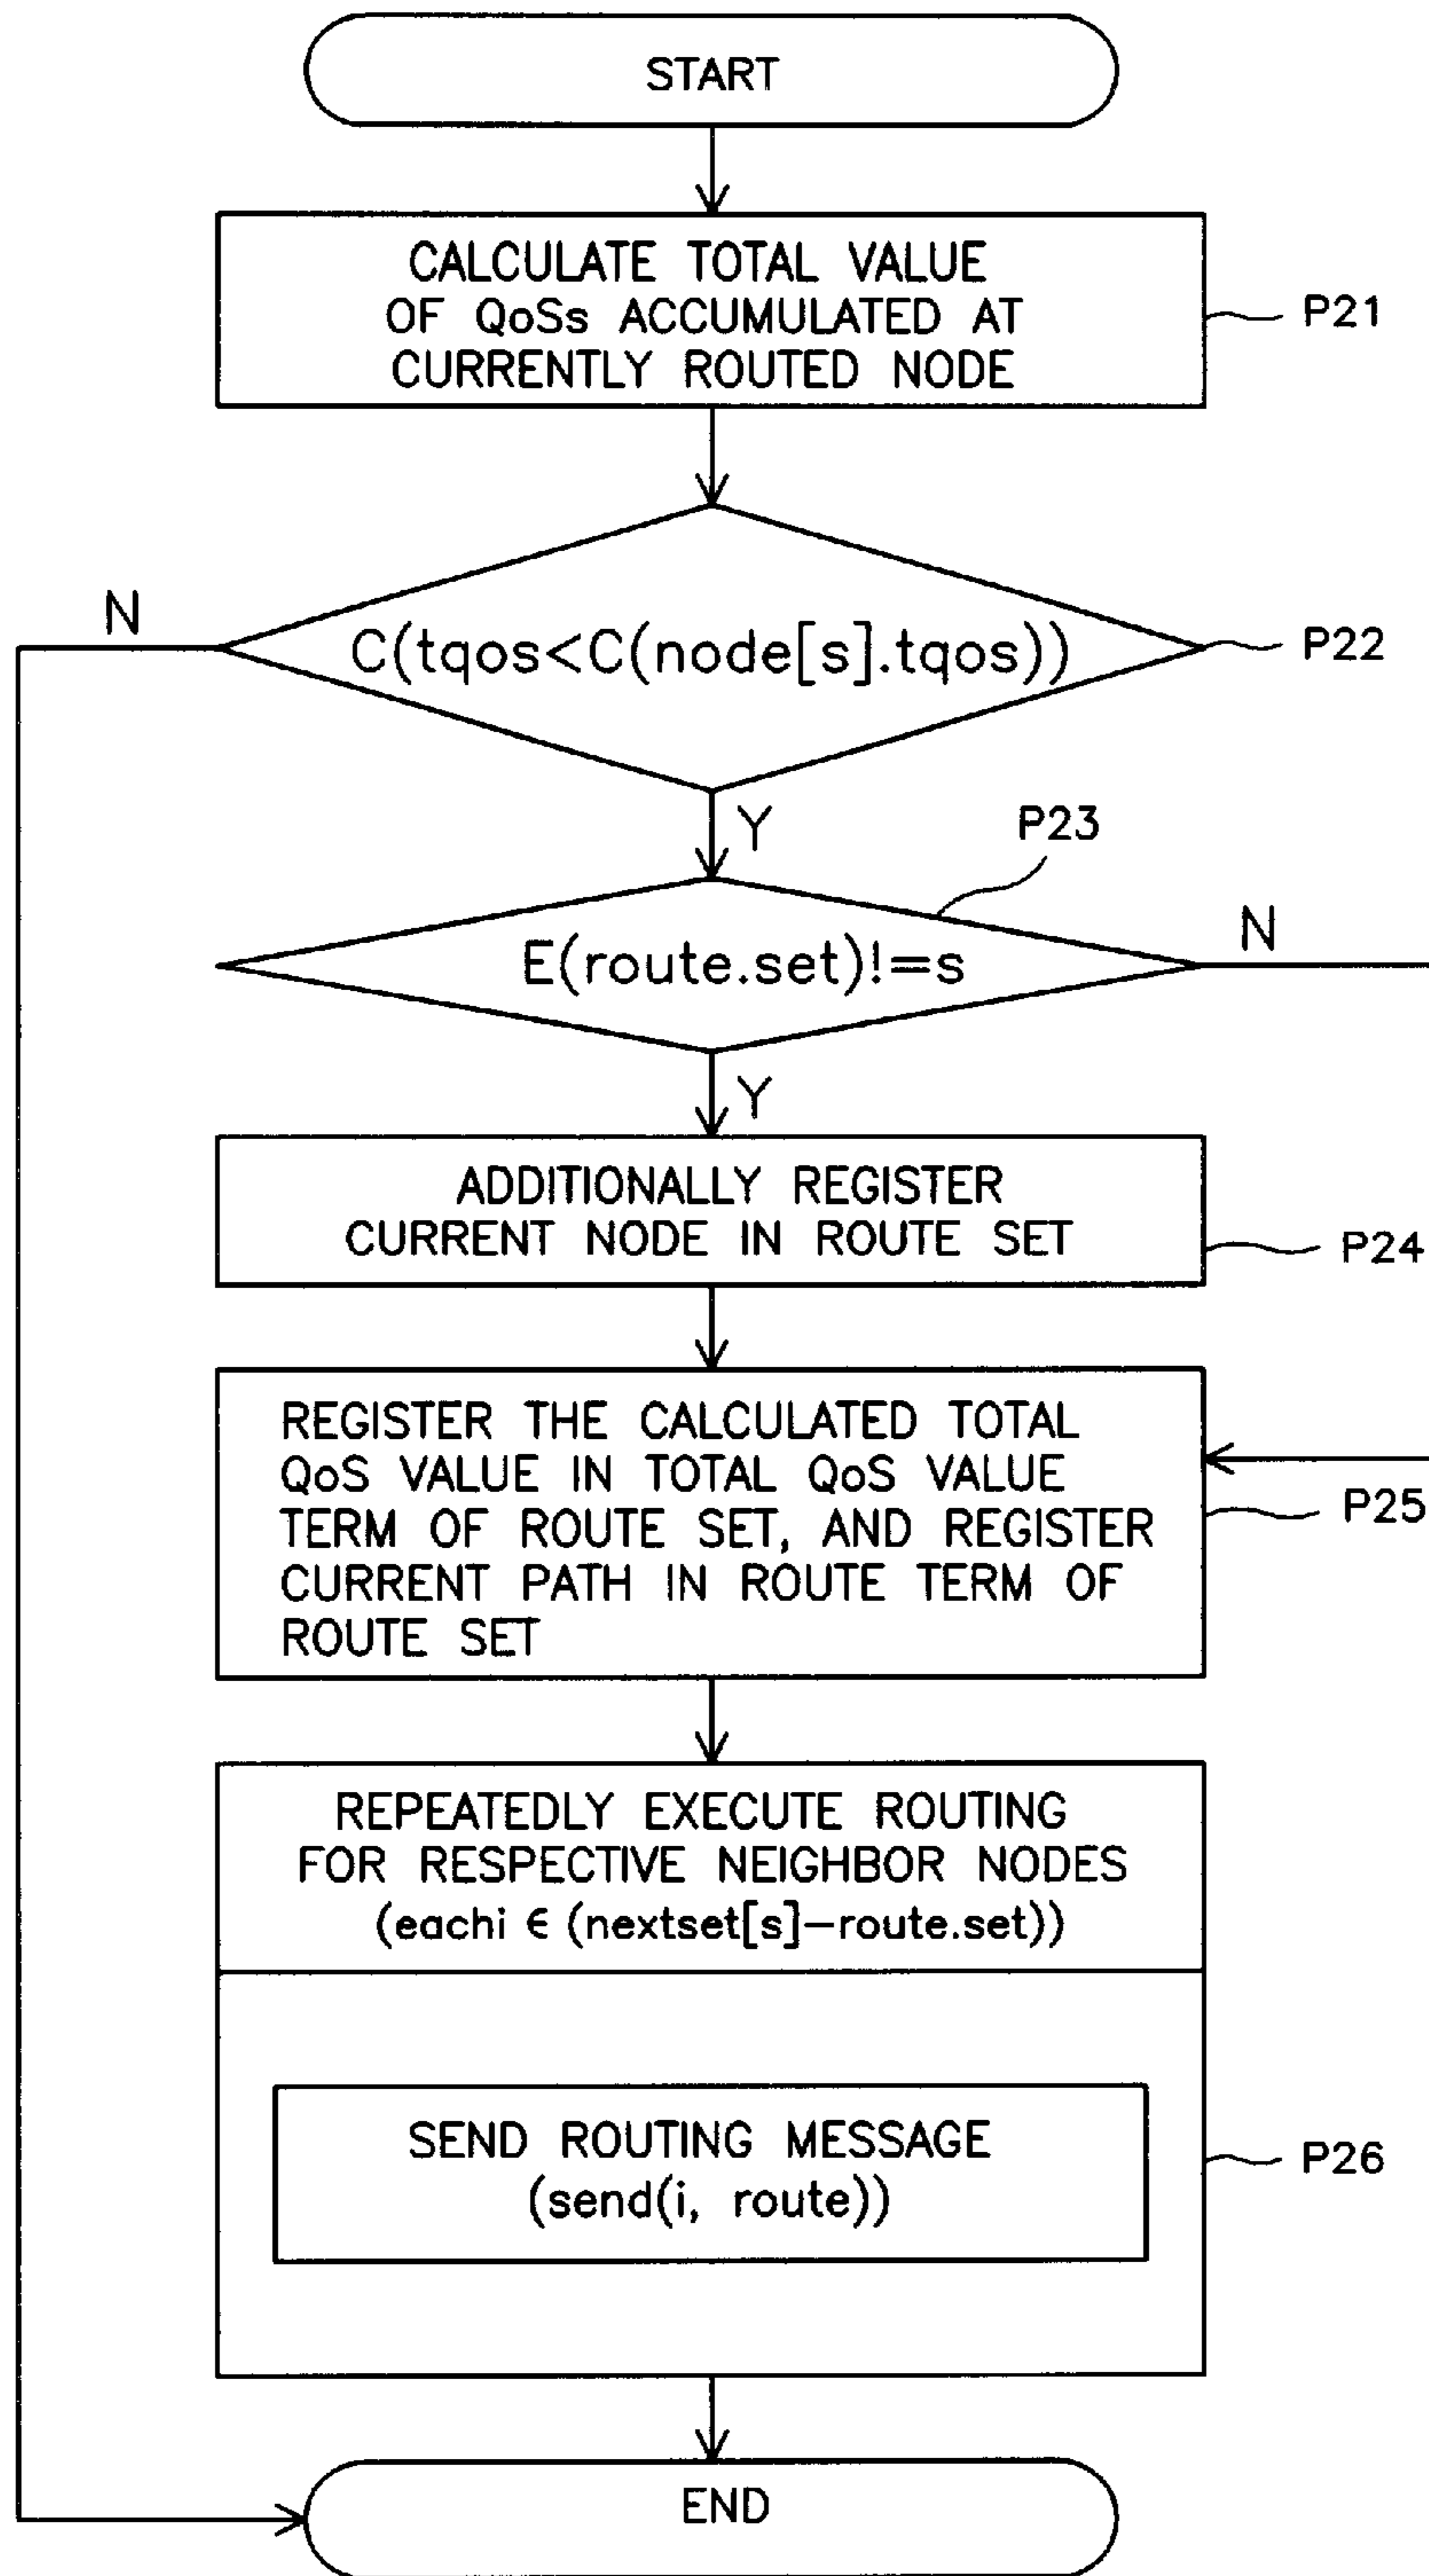 START
CALCULATE TOTAL VALUE
OF QoSs ACCUMULATED AT
CURRENTLY ROUTED NODE
P21
N
C(tqos<C(node[s].tqos))
P22
Y
P23
N
E(route.set)!=s
Y
ADDITIONALLY REGISTER
CURRENT NODE IN ROUTE SET
P24
REGISTER THE CALCULATED TOTAL
QoS VALUE IN TOTAL QoS VALUE
TERM OF ROUTE SET, AND REGISTER
CURRENT PATH IN ROUTE TERM OF
ROUTE SET
P25
REPEATEDLY EXECUTE ROUTING
FOR RESPECTIVE NEIGHBOR NODES
(eachi ∈ (nextset[s]−route.set))
SEND ROUTING MESSAGE
(send(i, route))
P26
END